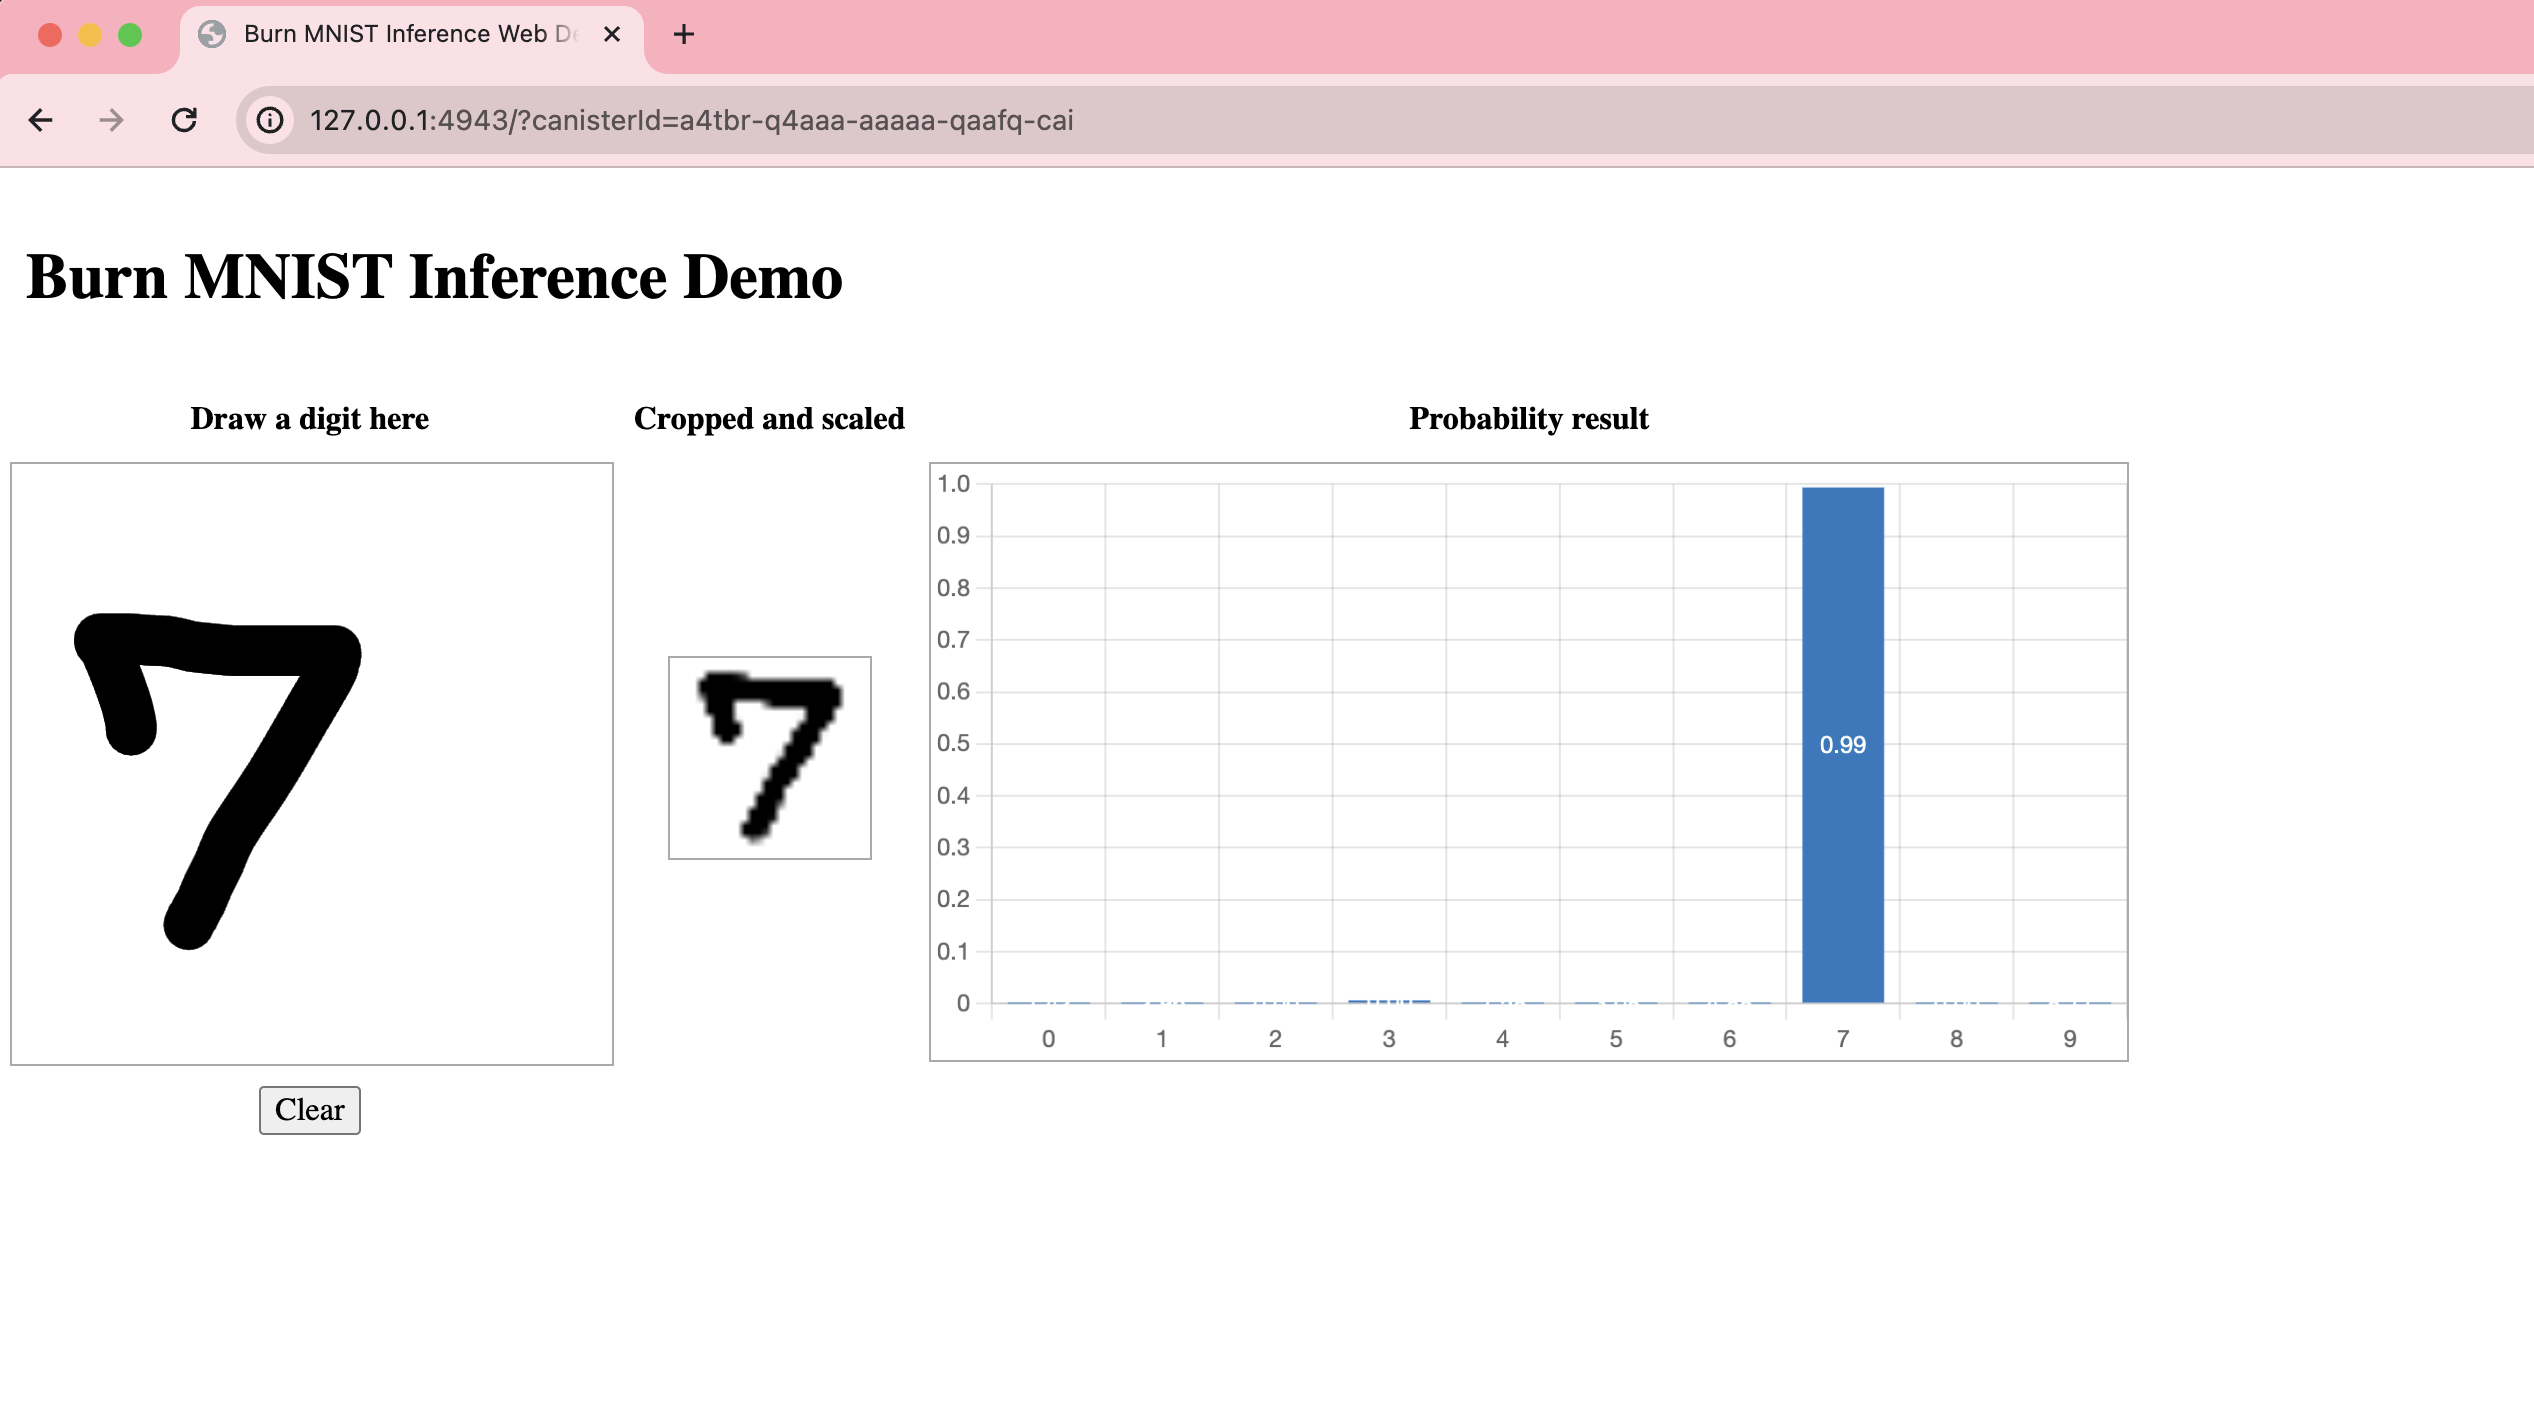 Burn MNIST Inference Web
127.0.0.1:4943/?canisterId=a4tbr-q4aaa-aaaaa-qaafq-cai
Burn MNIST Inference Demo
Draw a digit here
Cropped and scaled
Probability result
7
7
1.0
0.9
0.8
0.7
0.6
0.5
0.4
0.3
0.2
0.1
0
0.99
0 1 2 3 4 5 6 7 8 9
Clear